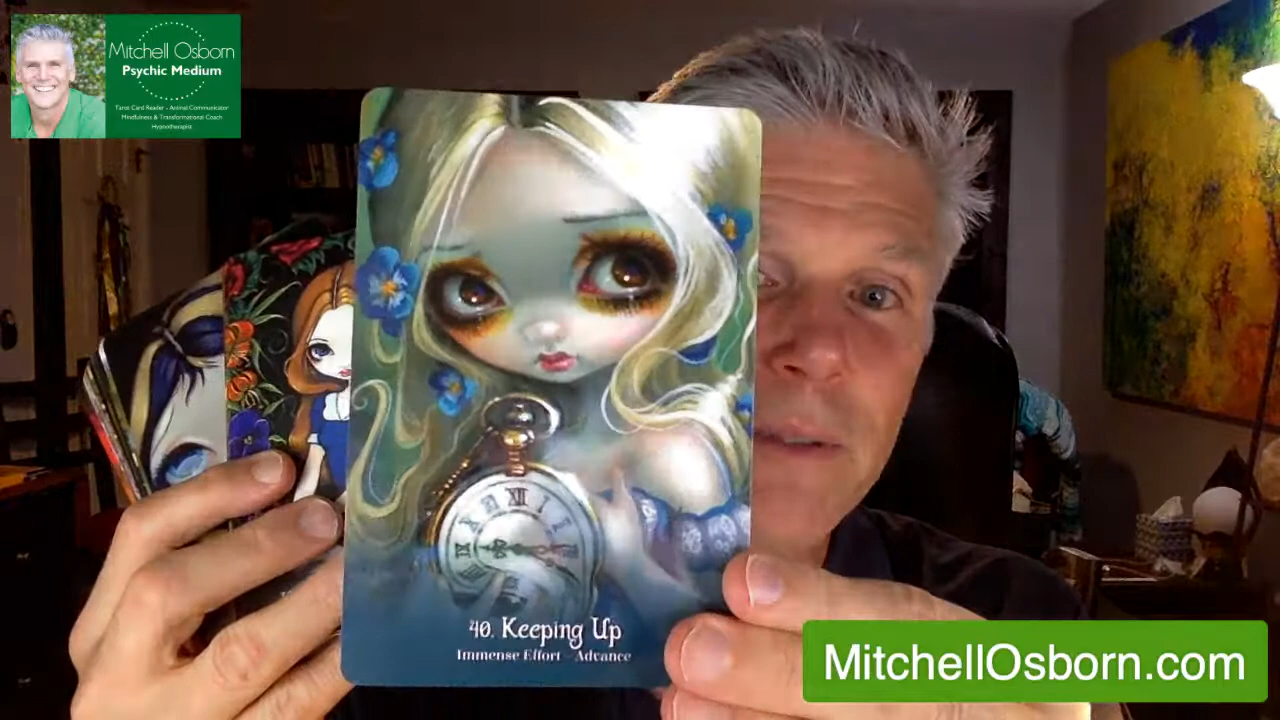 Mitchell Osborn
Psychic Medium
Tarot Card Reader - Animal Communicator
Mindfulness & Transformational Coach
Hypnotherapist
40. Keeping Up
Immense Effort - Advance
MitchellOsborn.com